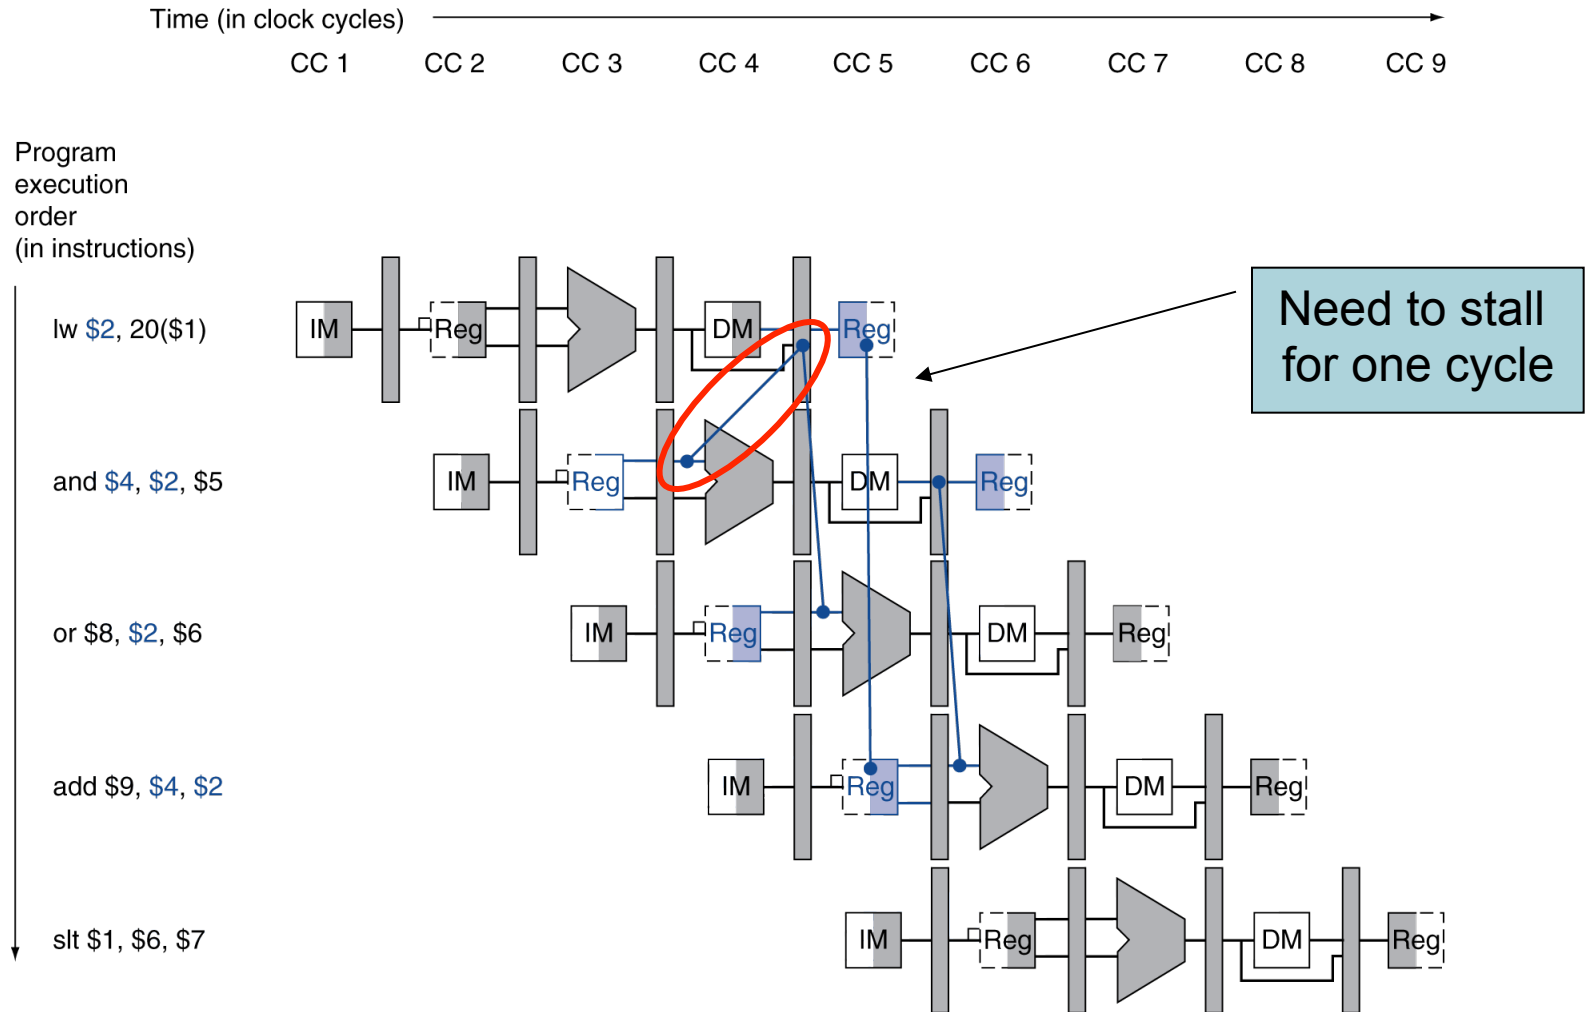 Time (in clock cycles)
CC 1 CC 2 CC 3 CC 4 CC 5 CC 6 CC 7 CC 8 CC 9
Program
execution
order
(in instructions)
Need to stall
for one cycle
lw $2, 20($1) IM Reg DM Reg
and $4, $2, $5 IM Reg DM Reg
or $8, $2, $6 IM Reg DM Reg
add $9, $4, $2 IM Reg DM Reg
slt $1, $6, $7 IM Reg DM Reg